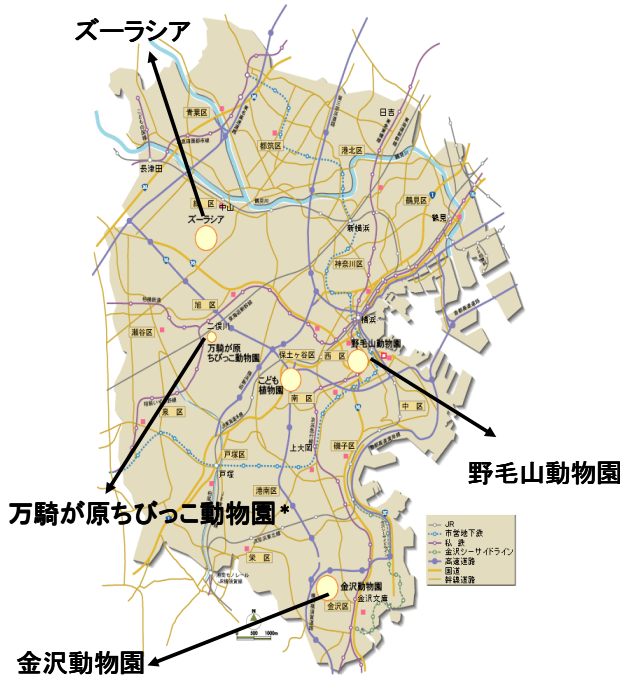 ズーラシア
青葉区
日吉
都筑区
港北区
長津田
緑 区
中山
鶴見川
鶴見区
鶴見
ズーラシア
新横浜
神奈川区
旭 区
横浜
瀬谷区
二俣川
万騎が原
ちびっこ動物園
保土ヶ谷区
西 区
野毛山動物園
こども
植物園
南 区
中 区
泉 区
上大岡
磯子区
戸塚区
戸塚
野毛山動物園
港南区
万騎が原ちびっこ動物園*
栄 区
JR
市営地下鉄
私 鉄
金沢シーサイドライン
高速道路
国道
幹線道路
金沢動物園
金沢文庫
金沢区
N
0 500 1000m
金沢動物園